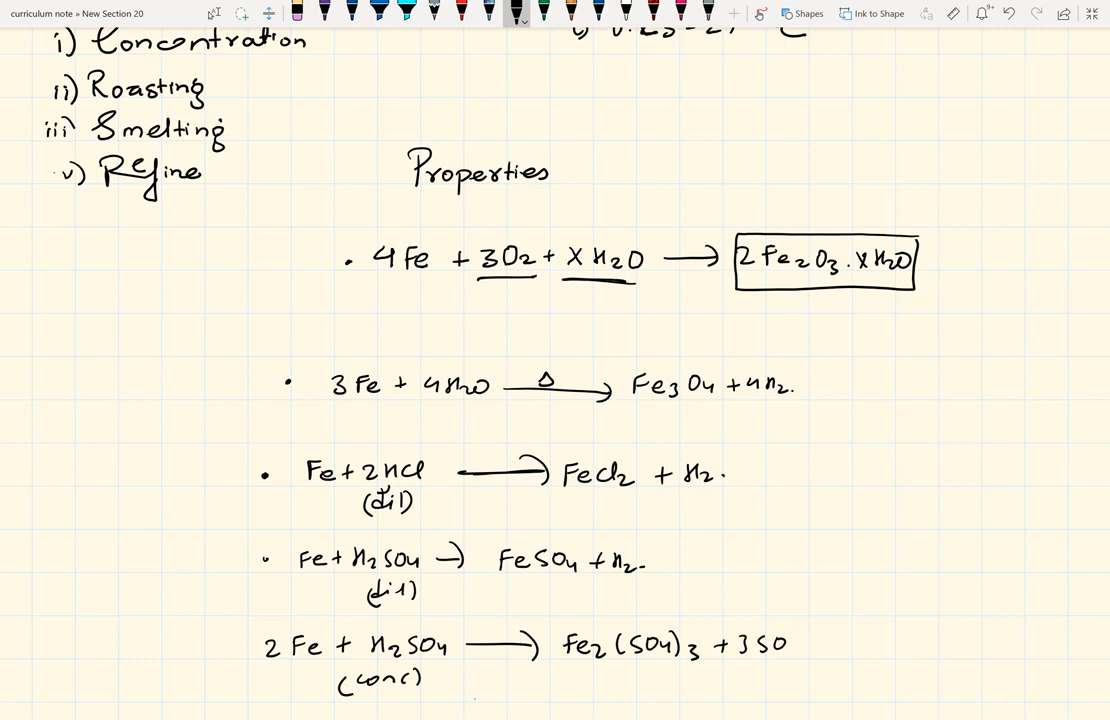 curriculum note » New Section 20
Shapes
Ink to Shape
9+
i) Concentration
ii) Roasting
iii) Smelting
v) Refine
Properties
• 4Fe + 3O₂ + xH₂O ⟶ 2Fe₂O₃.xH₂O
• 3Fe + 4H₂O —Δ→ Fe₃O₄ + 4H₂.
• Fe + 2HCl ⟶ FeCl₂ + H₂.
(dil)
• Fe + H₂SO₄ → FeSO₄ + H₂.
(dil)
2Fe + H₂SO₄ ⟶ Fe₂(SO₄)₃ + 3SO
(conc)